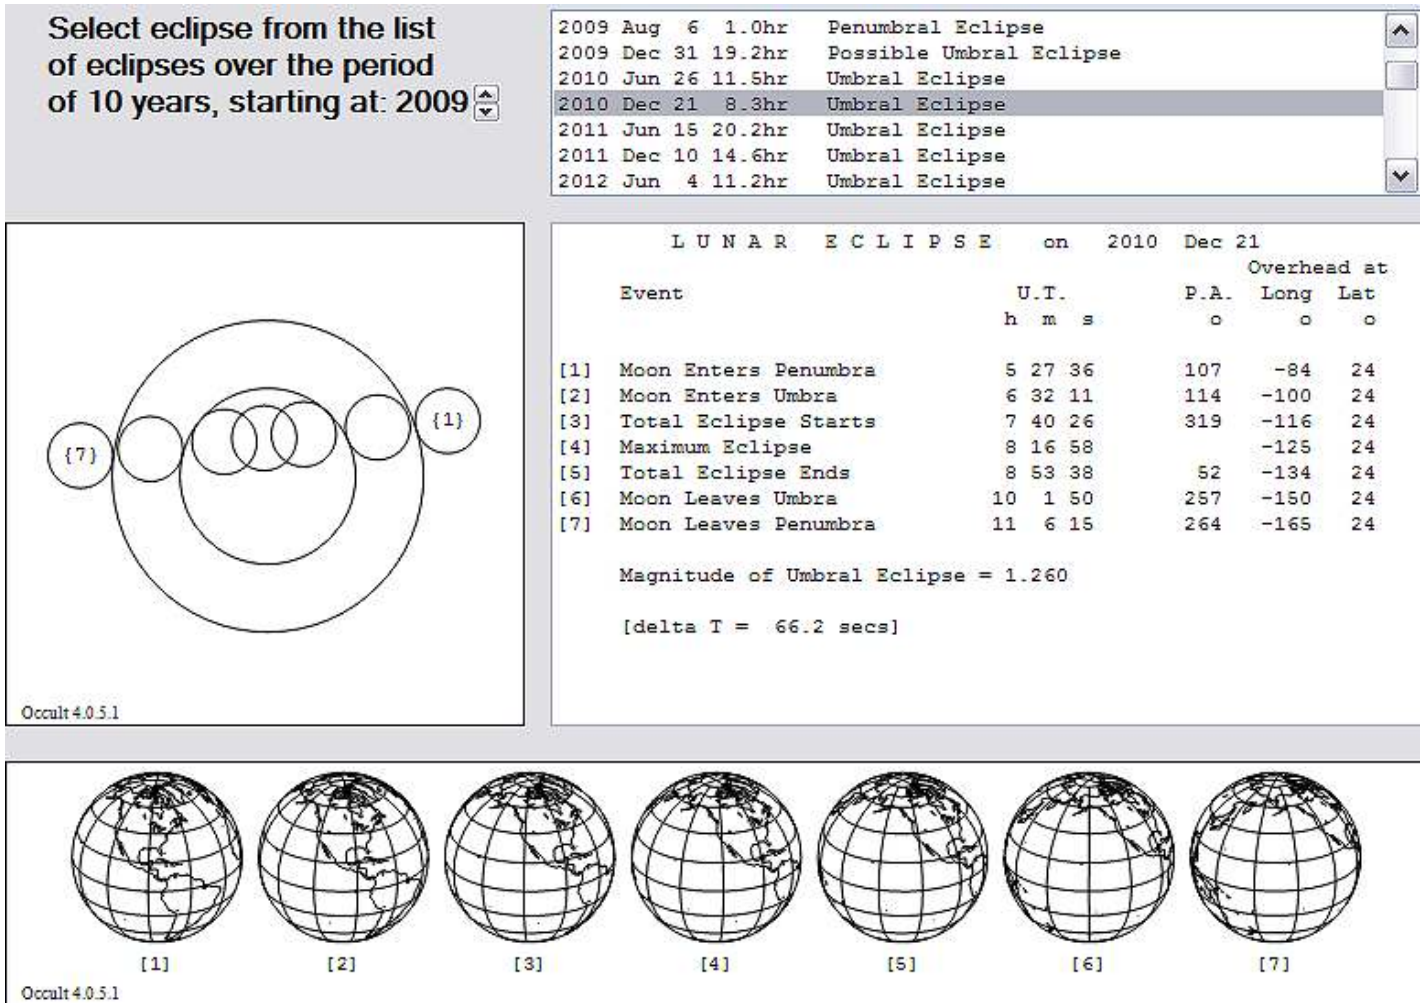 Select eclipse from the list
of eclipses over the period
of 10 years, starting at: 2009
2009 Aug  6  1.0hr   Penumbral Eclipse
2009 Dec 31 19.2hr   Possible Umbral Eclipse
2010 Jun 26 11.5hr   Umbral Eclipse
2010 Dec 21  8.3hr   Umbral Eclipse
2011 Jun 15 20.2hr   Umbral Eclipse
2011 Dec 10 14.6hr   Umbral Eclipse
2012 Jun  4 11.2hr   Umbral Eclipse
{7} {1}
Occult 4.0.5.1
L U N A R   E C L I P S E   on   2010  Dec 21
Overhead at
Event   U.T.   P.A.  Long  Lat
h  m  s   o   o   o
[1]  Moon Enters Penumbra   5 27 36   107   -84   24
[2]  Moon Enters Umbra   6 32 11   114   -100   24
[3]  Total Eclipse Starts   7 40 26   319   -116   24
[4]  Maximum Eclipse   8 16 58   -125   24
[5]  Total Eclipse Ends   8 53 38   52   -134   24
[6]  Moon Leaves Umbra   10  1 50   257   -150   24
[7]  Moon Leaves Penumbra   11  6 15   264   -165   24
Magnitude of Umbral Eclipse = 1.260
[delta T =  66.2 secs]
[1] [2] [3] [4] [5] [6] [7]
Occult 4.0.5.1